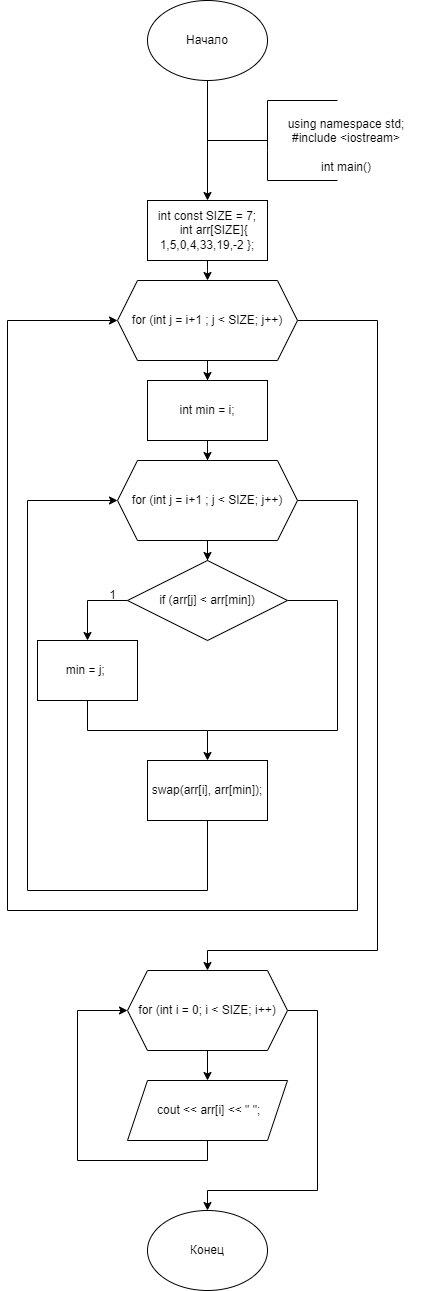 Начало
using namespace std;
#include <iostream>
int main()
int const SIZE = 7;
int arr[SIZE]{
1,5,0,4,33,19,-2 };
for (int j = i+1 ; j < SIZE; j++)
int min = i;
for (int j = i+1 ; j < SIZE; j++)
if (arr[j] < arr[min])
1
min = j;
swap(arr[i], arr[min]);
for (int i = 0; i < SIZE; i++)
cout << arr[i] << " ";
Конец